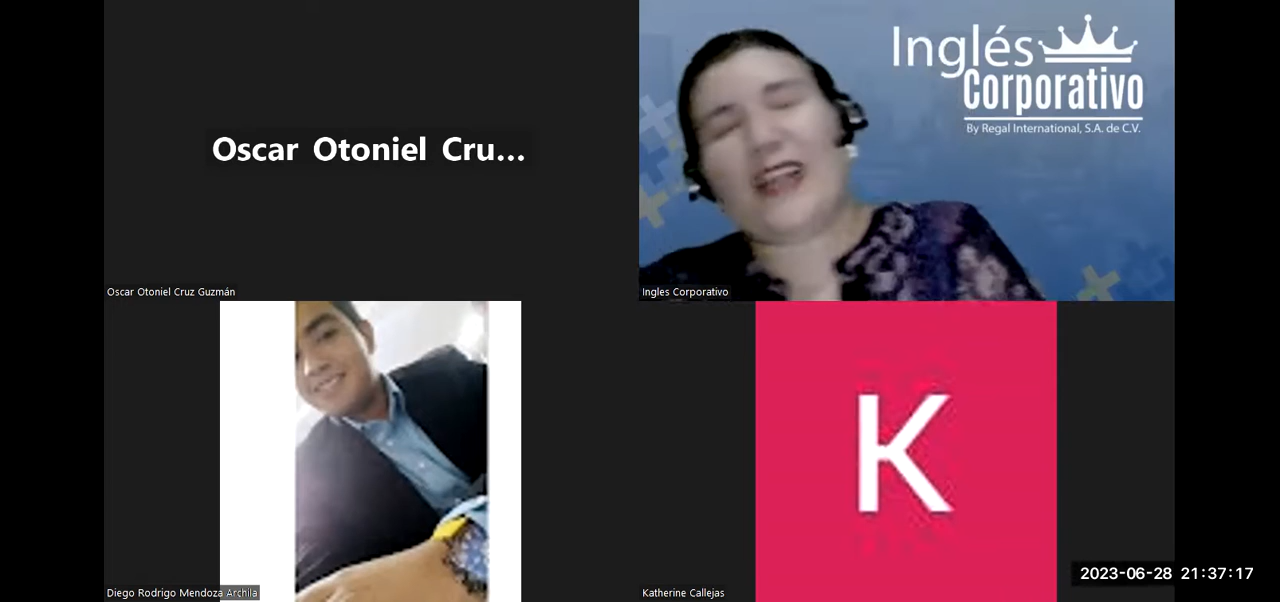 Oscar Otoniel Cru...
Oscar Otoniel Cruz Guzmán
Inglés
Corporativo
By Regal International, S.A. de C.V.
Ingles Corporativo
Diego Rodrigo Mendoza Archila
K
Katherine Callejas
2023-06-28 21:37:17